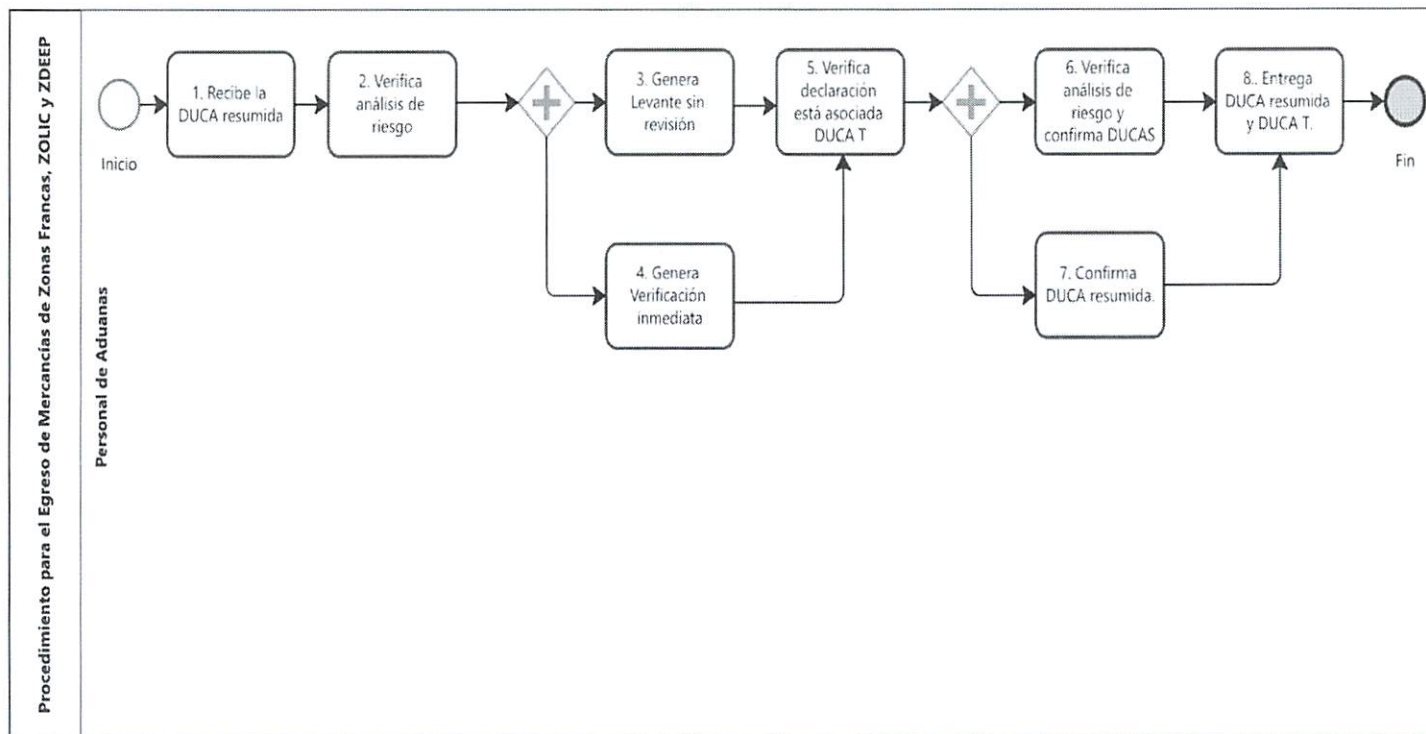 Procedimiento para el Egreso de Mercancías de Zonas Francas, ZOLIC y ZDEEP
Personal de Aduanas
Inicio
1. Recibe la
DUCA resumida
2. Verifica
análisis de
riesgo
3. Genera
Levante sin
revisión
4. Genera
Verificación
inmediata
5. Verifica
declaración
está asociada
DUCA T
6. Verifica
análisis de
riesgo y
confirma DUCAS
7. Confirma
DUCA resumida.
8.. Entrega
DUCA resumida
y DUCA T.
Fin